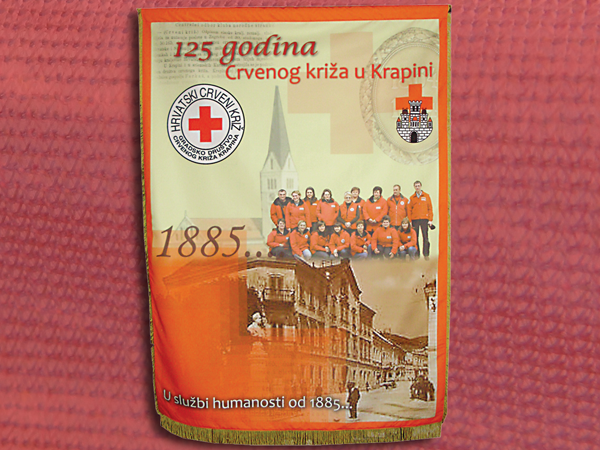 125 godina
Crvenog križa u Krapini
HRVATSKI CRVENI KRIŽ
GRADSKO DRUŠTVO
CRVENOG KRIŽA KRAPINA
1885...
U službi humanosti od 1885...